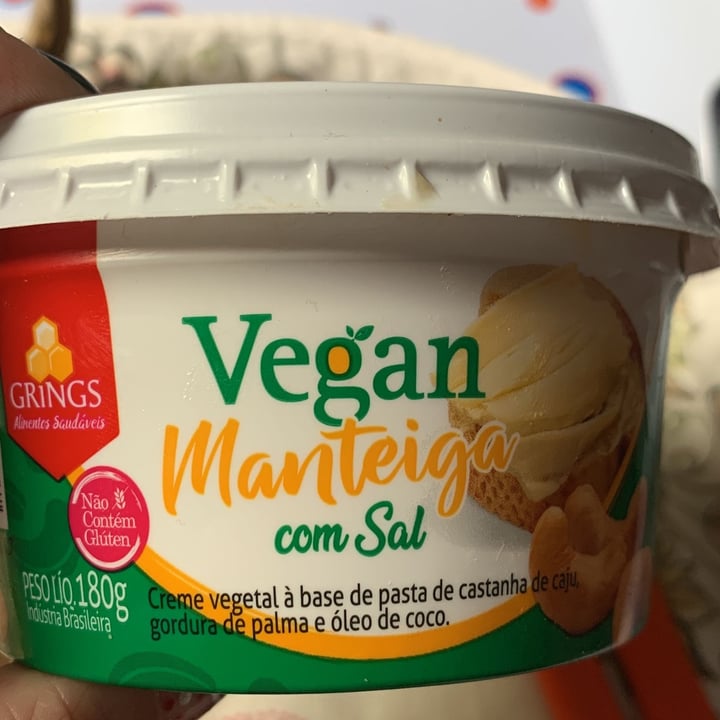 GRINGS
Alimentos Saudáveis
Vegan
Manteiga
com Sal
Não
Contém
Glúten
PESO LÍQ.180g
Indústria Brasileira
Creme vegetal à base de pasta de castanha de caju,
gordura de palma e óleo de coco.